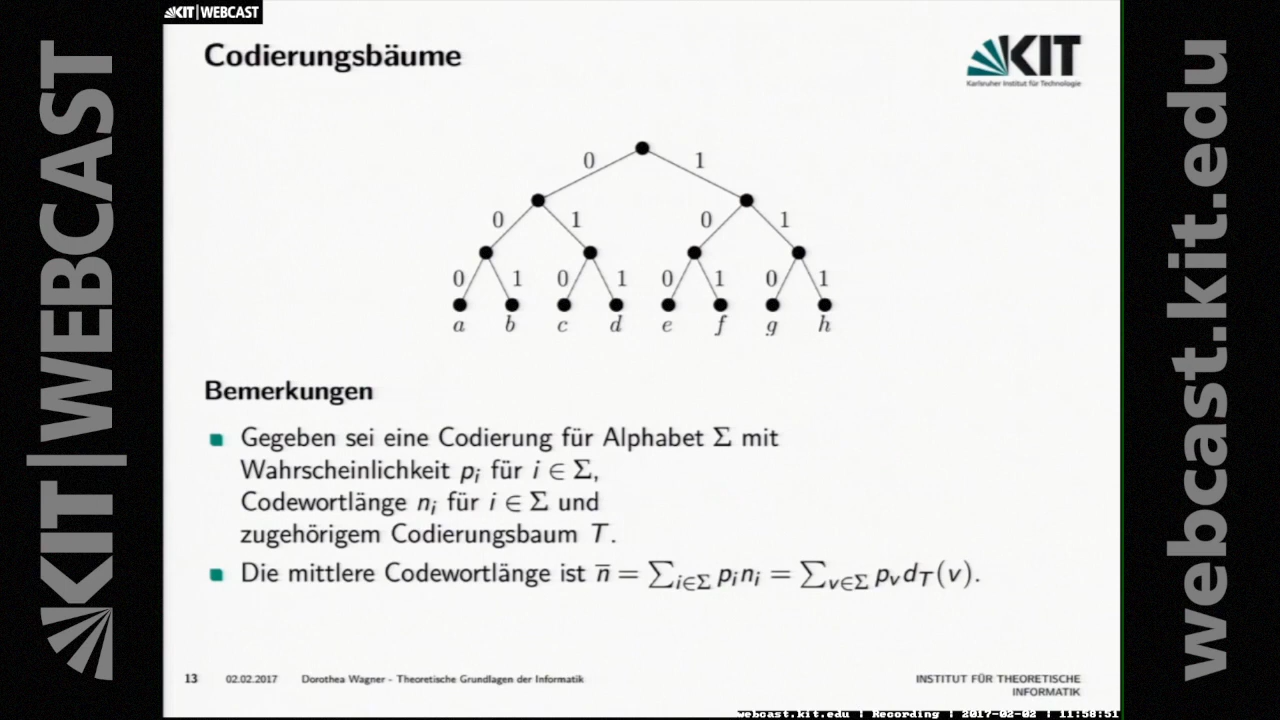 KIT|WEBCAST
Codierungsbäume
KIT
Karlsruher Institut für Technologie
0 1
0 1 0 1
0 1 0 1 0 1 0 1
a b c d e f g h
Bemerkungen
Gegeben sei eine Codierung für Alphabet Σ mit
Wahrscheinlichkeit pᵢ für i ∈ Σ,
Codewortlänge nᵢ für i ∈ Σ und
zugehörigem Codierungsbaum T.
Die mittlere Codewortlänge ist n̄ = ∑i∈Σ pᵢnᵢ = ∑v∈Σ pᵥd_T(v).
13 02.02.2017 Dorothea Wagner - Theoretische Grundlagen der Informatik
INSTITUT FÜR THEORETISCHE
INFORMATIK
webcast.kit.edu | Recording | 2017-02-02 | 11:58:51
KIT|WEBCAST
webcast.kit.edu